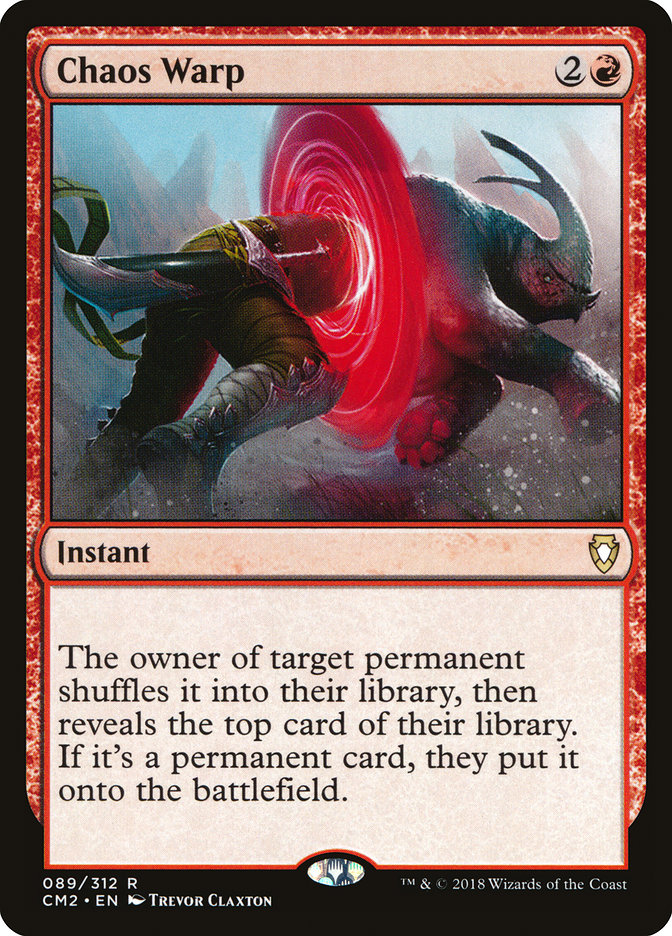 Chaos Warp 2
Instant
The owner of target permanent
shuffles it into their library, then
reveals the top card of their library.
If it's a permanent card, they put it
onto the battlefield.
089/312 R
CM2 • EN Trevor Claxton
™ & © 2018 Wizards of the Coast